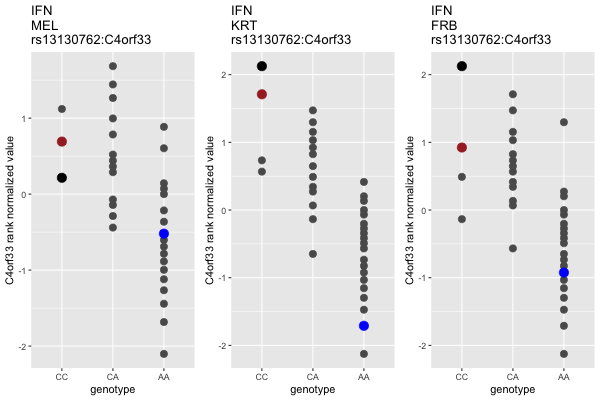 IFN
MEL
rs13130762:C4orf33
C4orf33 rank normalized value
1
0
-1
-2
CC CA AA
genotype
IFN
KRT
rs13130762:C4orf33
C4orf33 rank normalized value
2
1
0
-1
-2
CC CA AA
genotype
IFN
FRB
rs13130762:C4orf33
C4orf33 rank normalized value
2
1
0
-1
-2
CC CA AA
genotype